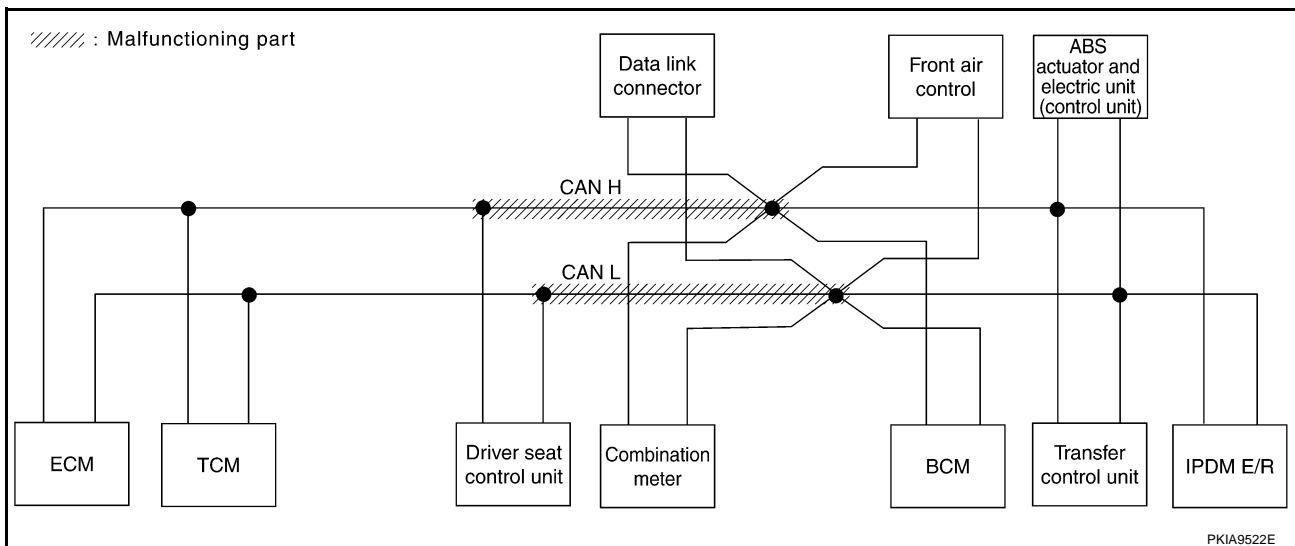 : Malfunctioning part
Data link
connector
Front air
control
ABS
actuator and
electric unit
(control unit)
CAN H
CAN L
ECM
TCM
Driver seat
control unit
Combination
meter
BCM
Transfer
control unit
IPDM E/R
PKIA9522E